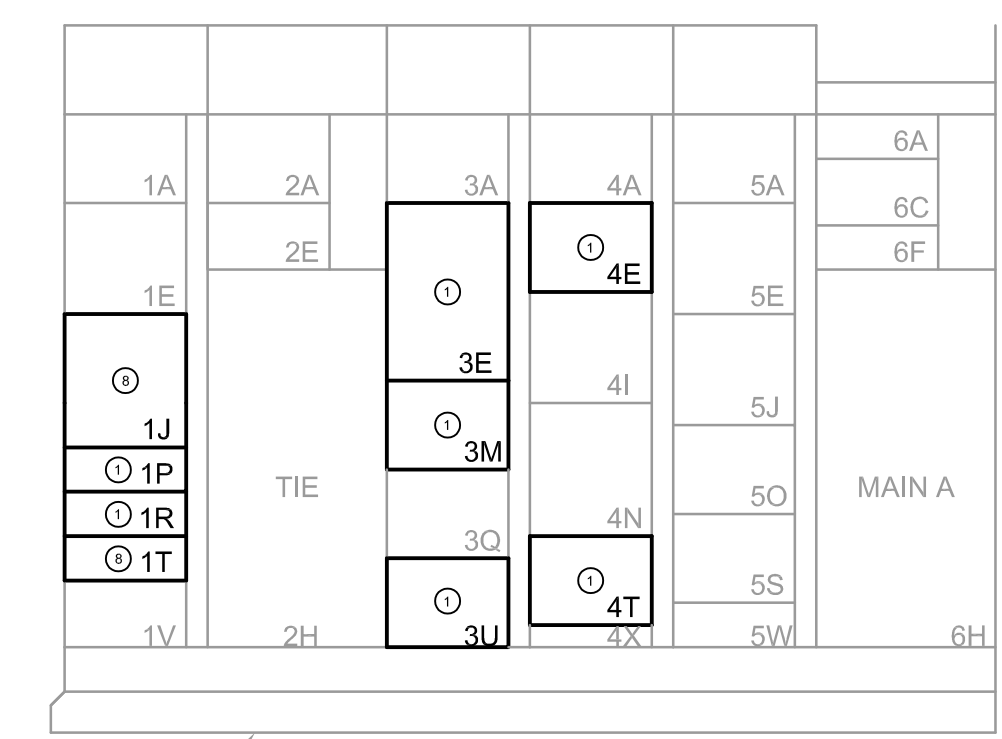 6A
1A 2A 3A 4A 5A
6C
2E 6F
1 4E
1E 1 5E
3E
8 4I
1J 1 5J
3M
1 1P
TIE MAIN A
5O
1 1R 4N
3Q
8 1T 1 5S
1 4T
1V 2H 3U 4X 5W 6H